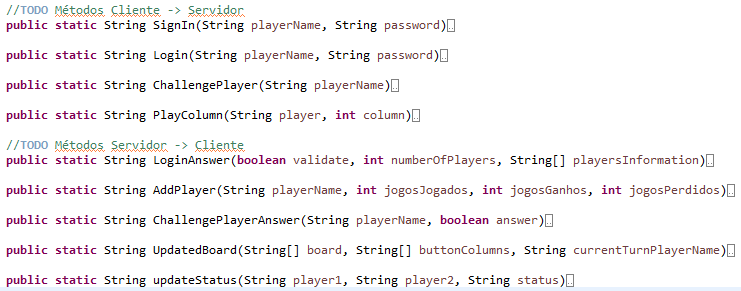 //TODO Métodos Cliente -> Servidor
public static String SignIn(String playerName, String password)
public static String Login(String playerName, String password)
public static String ChallengePlayer(String playerName)
public static String PlayColumn(String player, int column)
//TODO Métodos Servidor -> Cliente
public static String LoginAnswer(boolean validate, int numberOfPlayers, String[] playersInformation)
public static String AddPlayer(String playerName, int jogosJogados, int jogosGanhos, int jogosPerdidos)
public static String ChallengePlayerAnswer(String playerName, boolean answer)
public static String UpdatedBoard(String[] board, String[] buttonColumns, String currentTurnPlayerName)
public static String updateStatus(String player1, String player2, String status)